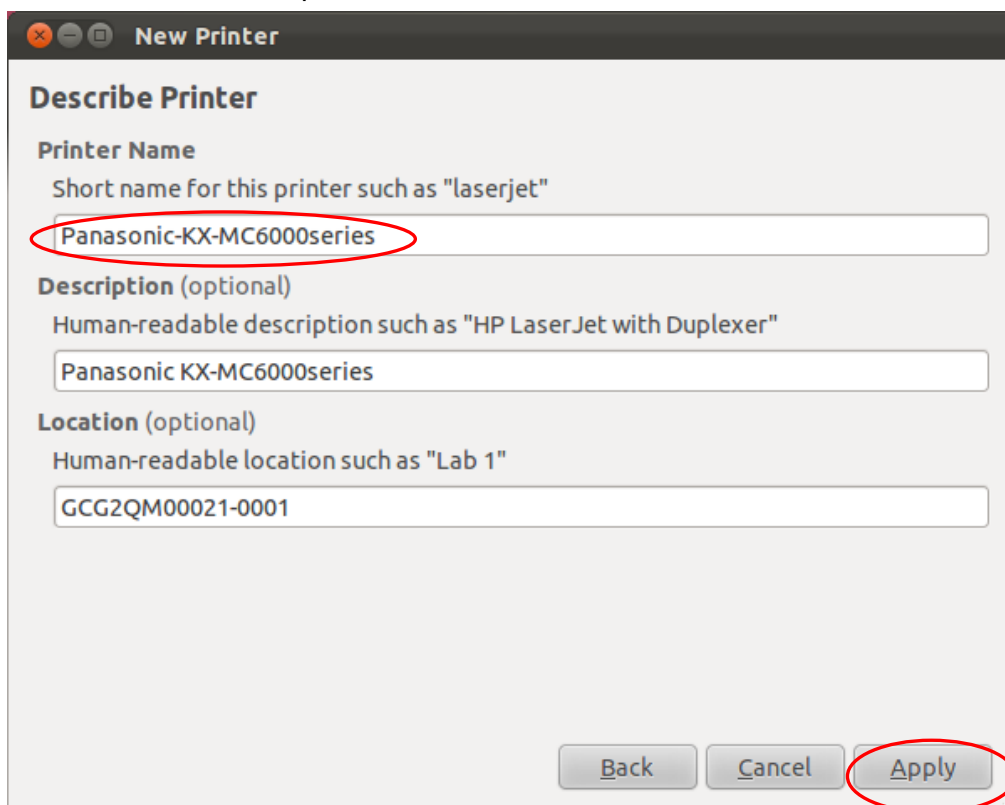 New Printer
Describe Printer
Printer Name
Short name for this printer such as "laserjet"
Panasonic-KX-MC6000series
Description (optional)
Human-readable description such as "HP LaserJet with Duplexer"
Panasonic KX-MC6000series
Location (optional)
Human-readable location such as "Lab 1"
GCG2QM00021-0001
Back Cancel Apply